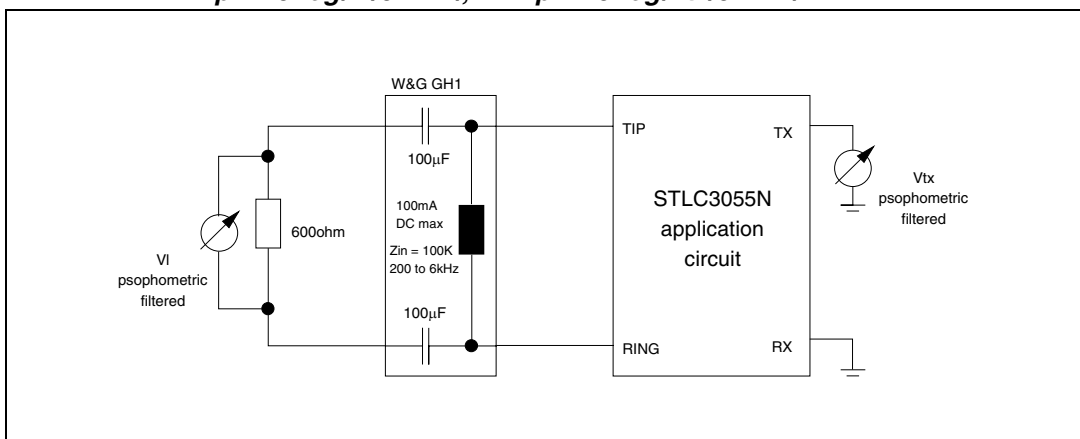 W&G GH1
TIP
TX
100μF
100mA
DC max
Zin = 100K
200 to 6kHz
600ohm
Vl
psophometric
filtered
STLC3055N
application
circuit
Vtx
psophometric
filtered
100μF
RING
RX